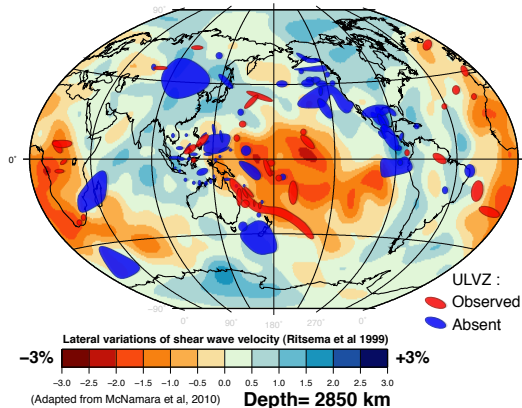 90°
0°
−90°
0° 90° 180° 270° 0°
ULVZ :
Observed
Absent
Lateral variations of shear wave velocity (Ritsema et al 1999)
−3% +3%
−3.0 −2.5 −2.0 −1.5 −1.0 −0.5 0.0 0.5 1.0 1.5 2.0 2.5 3.0
(Adapted from McNamara et al, 2010) Depth= 2850 km